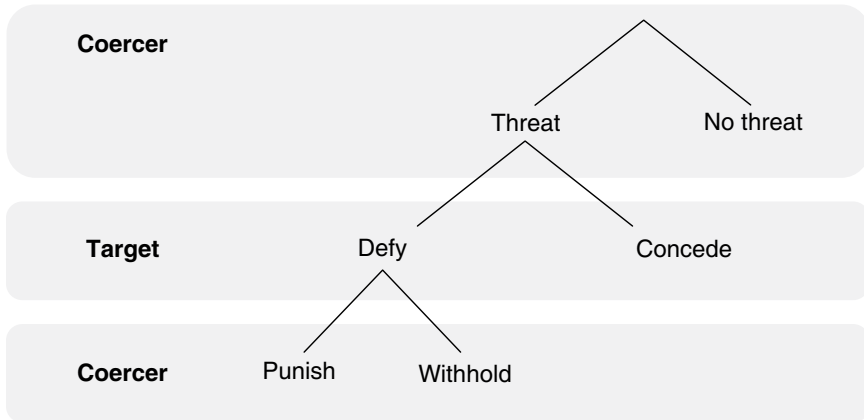 Coercer
Threat No threat
Target Defy Concede
Coercer Punish Withhold